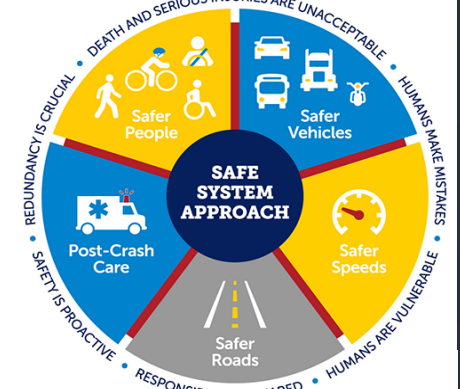 DEATH AND SERIOUS INJURIES ARE UNACCEPTABLE
HUMANS MAKE MISTAKES
HUMANS ARE VULNERABLE
SAFETY IS PROACTIVE
REDUNDANCY IS CRUCIAL
Safer
People
Safer
Vehicles
SAFE
SYSTEM
APPROACH
Post-Crash
Care
Safer
Speeds
Safer
Roads